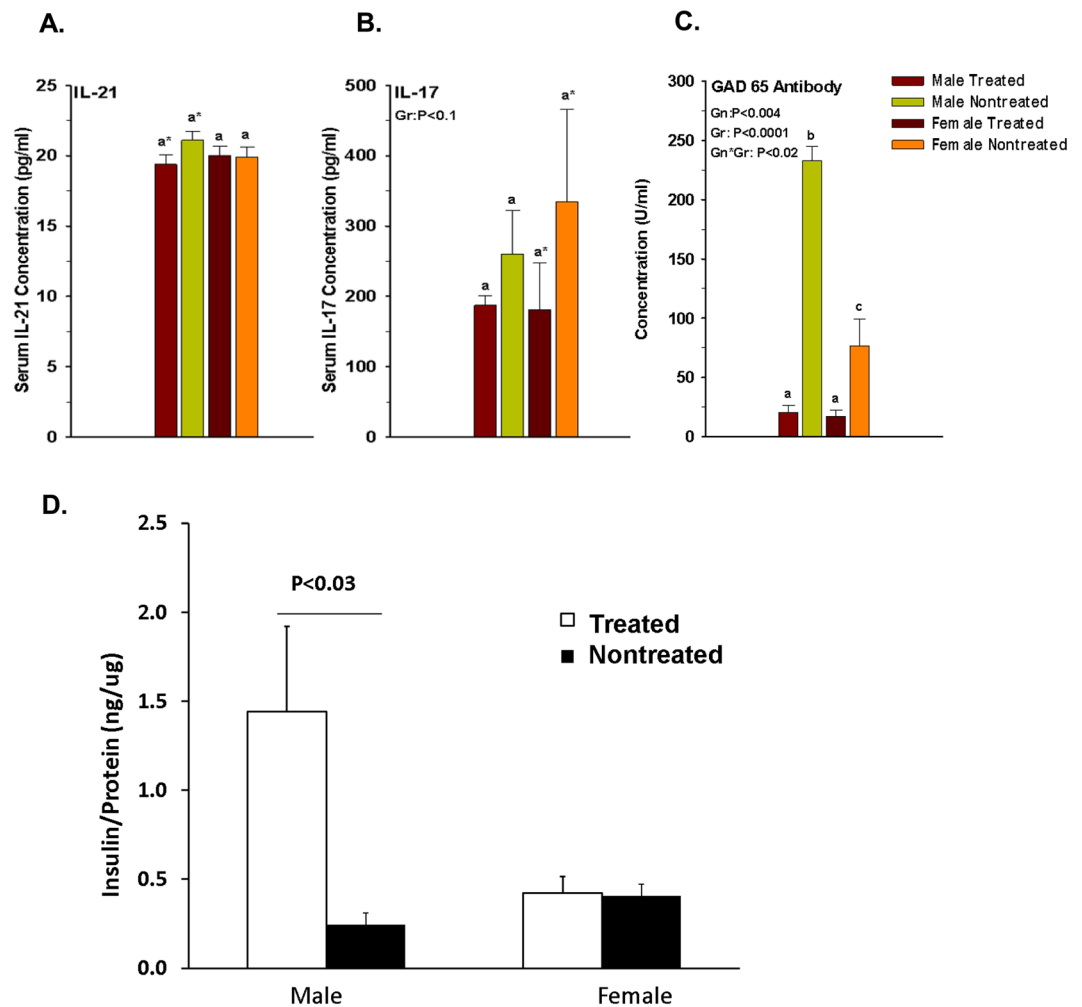 A.
B.
C.
IL-21
25
20
15
10
5
0
Serum IL-21 Concentration (pg/ml)
a*
a*
a
a
IL-17
Gr:P<0.1
500
400
300
200
100
0
Serum IL-17 Concentration (pg/ml)
a
a
a*
a*
GAD 65 Antibody
Gn:P<0.004
Gr: P<0.0001
Gn*Gr: P<0.02
300
250
200
150
100
50
0
Concentration (U/ml)
a
b
a
c
Male Treated
Male Nontreated
Female Treated
Female Nontreated
D.
2.5
2.0
1.5
1.0
0.5
0.0
Insulin/Protein (ng/ug)
P<0.03
Treated
Nontreated
Male
Female